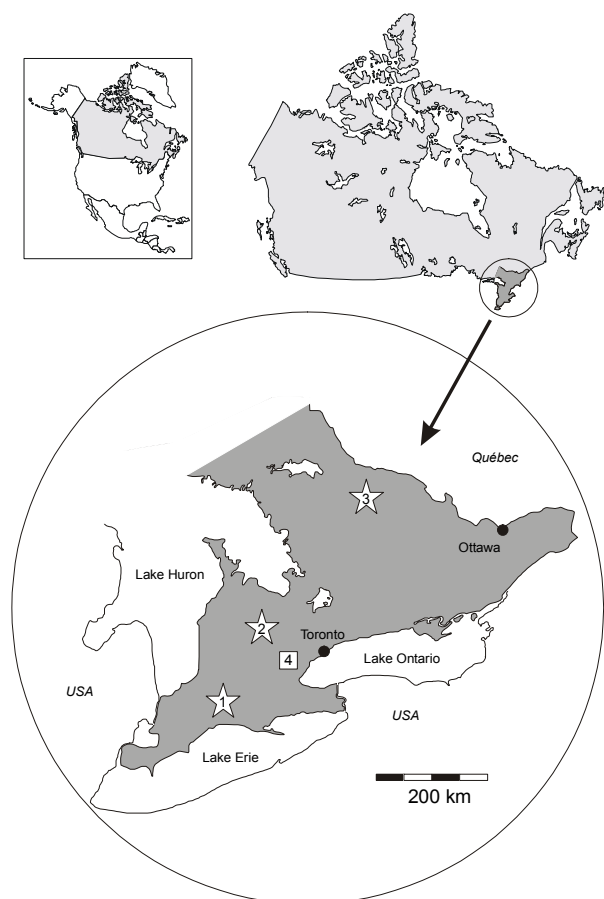 Québec
3
Ottawa
Lake Huron
2
Toronto
4
Lake Ontario
USA
1
USA
Lake Erie
200 km